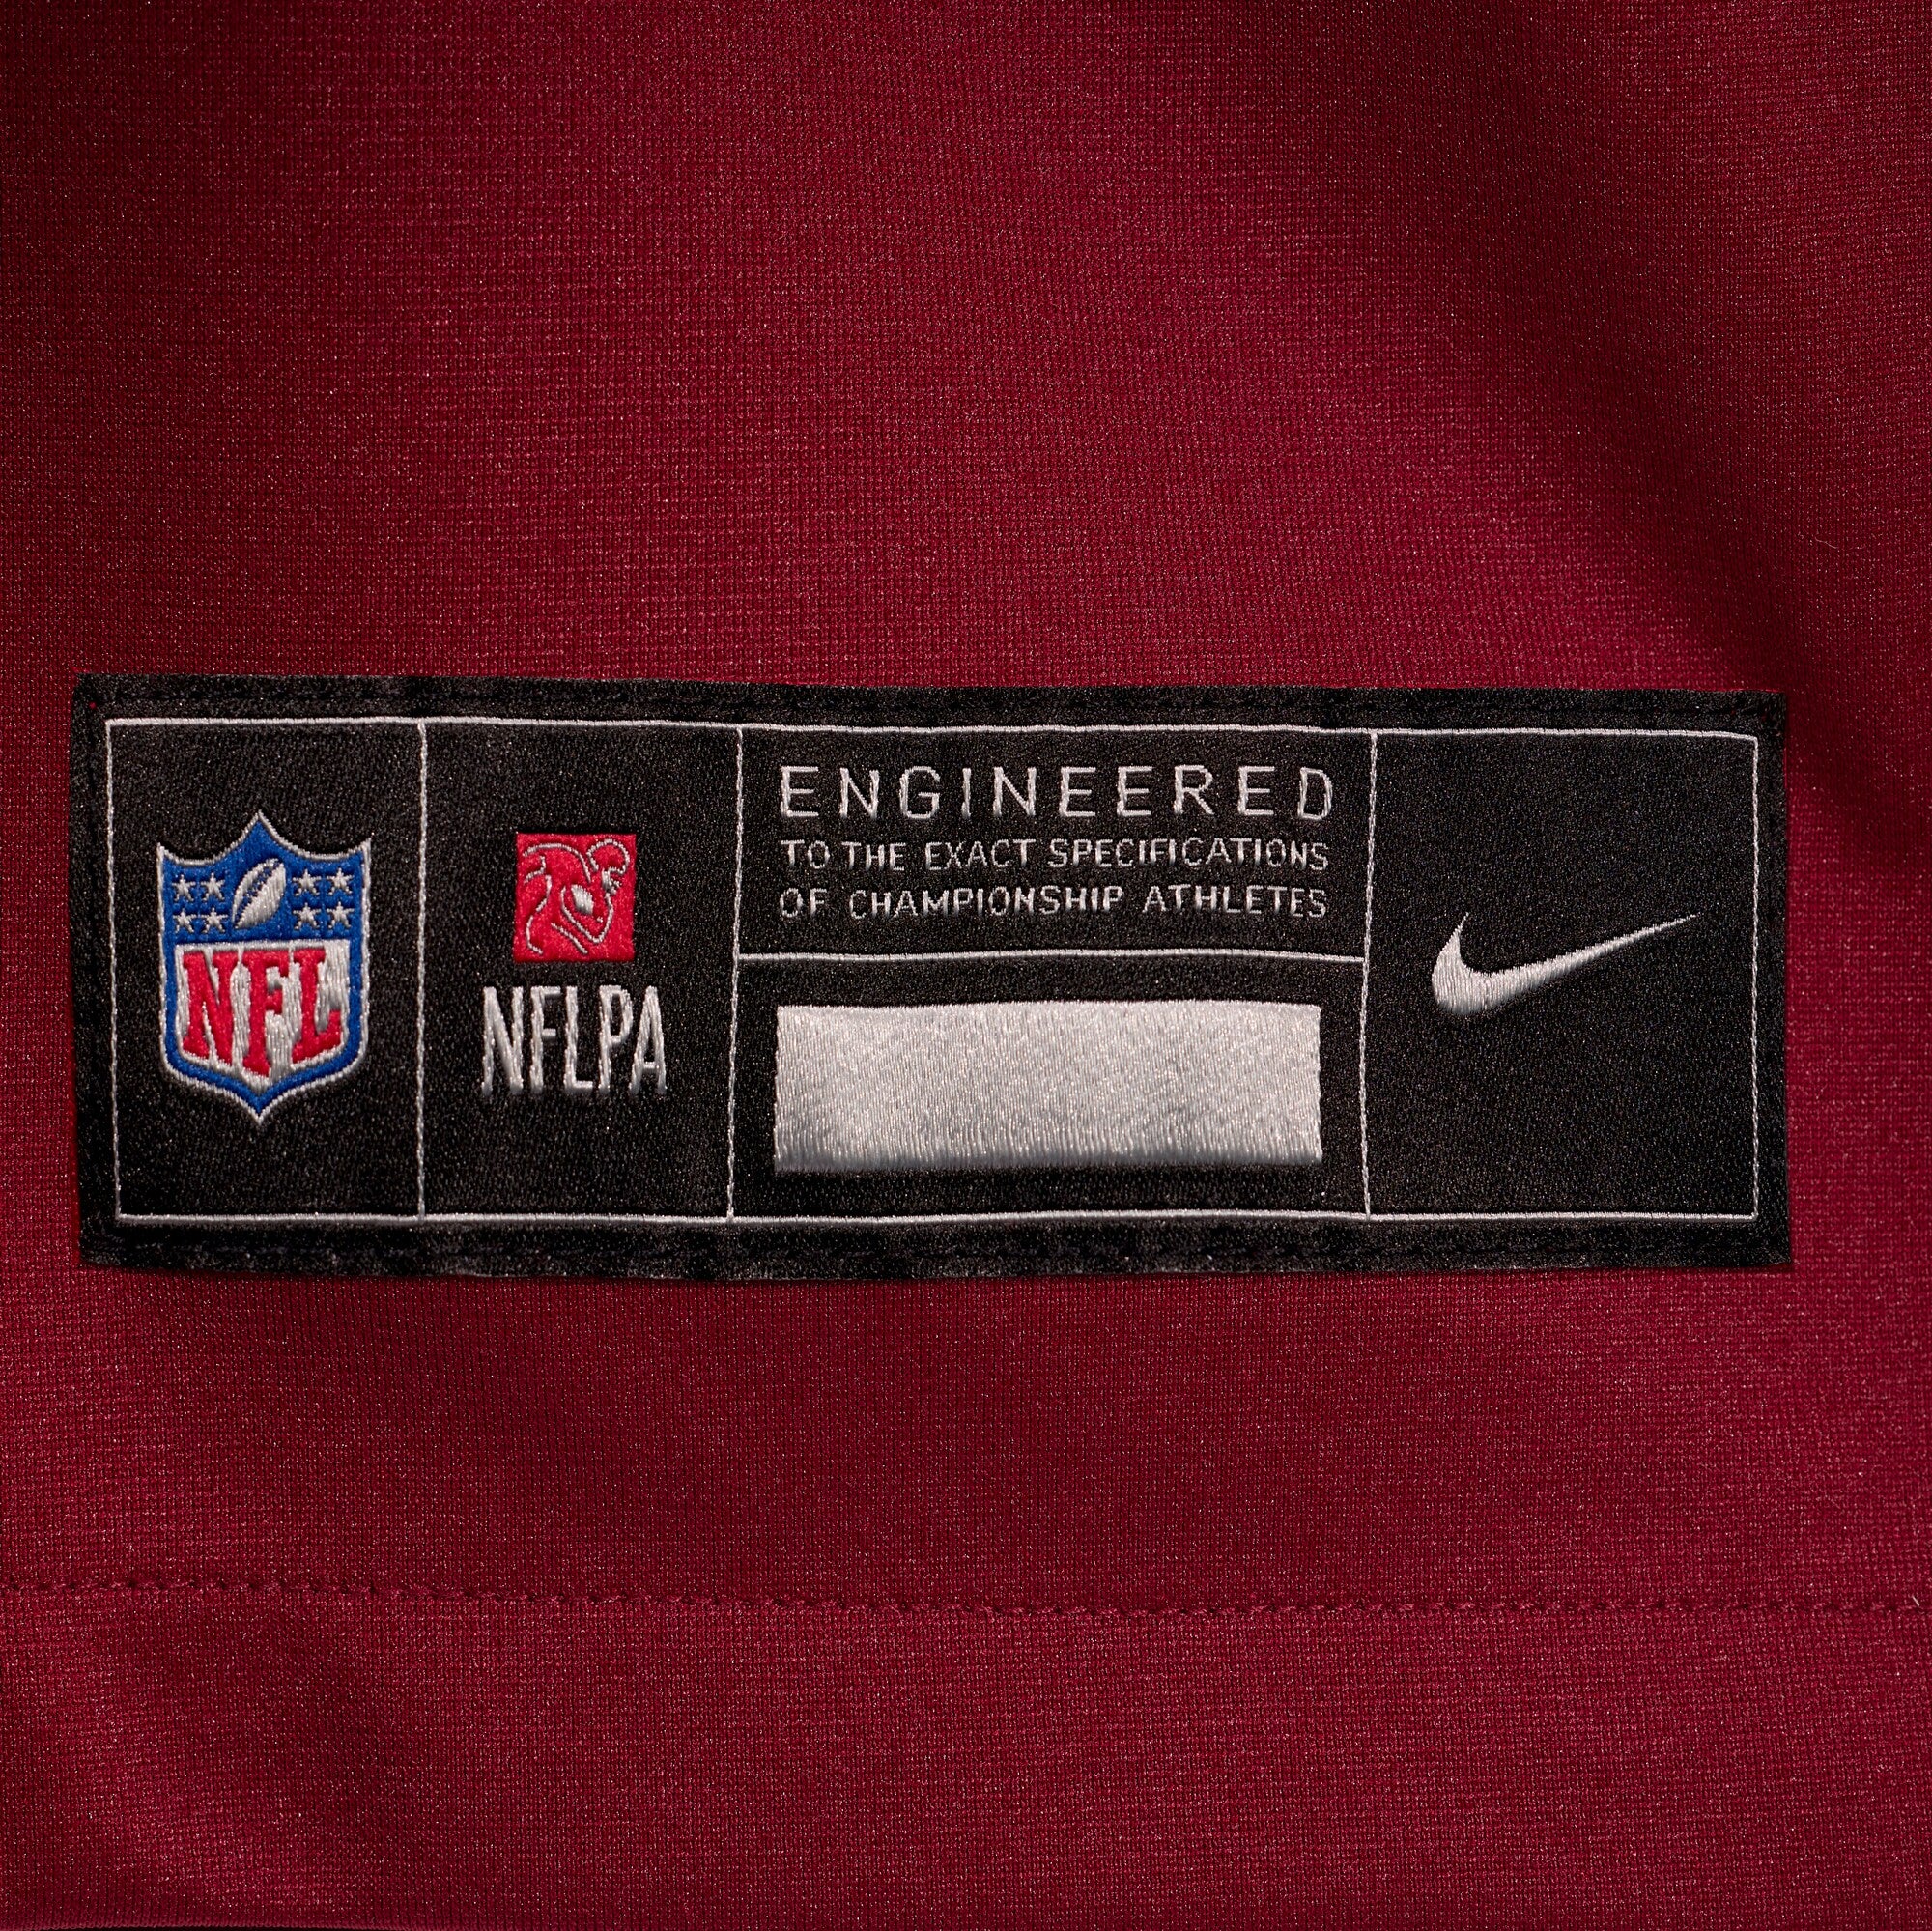 NFL
NFLPA
ENGINEERED
TO THE EXACT SPECIFICATIONS
OF CHAMPIONSHIP ATHLETES